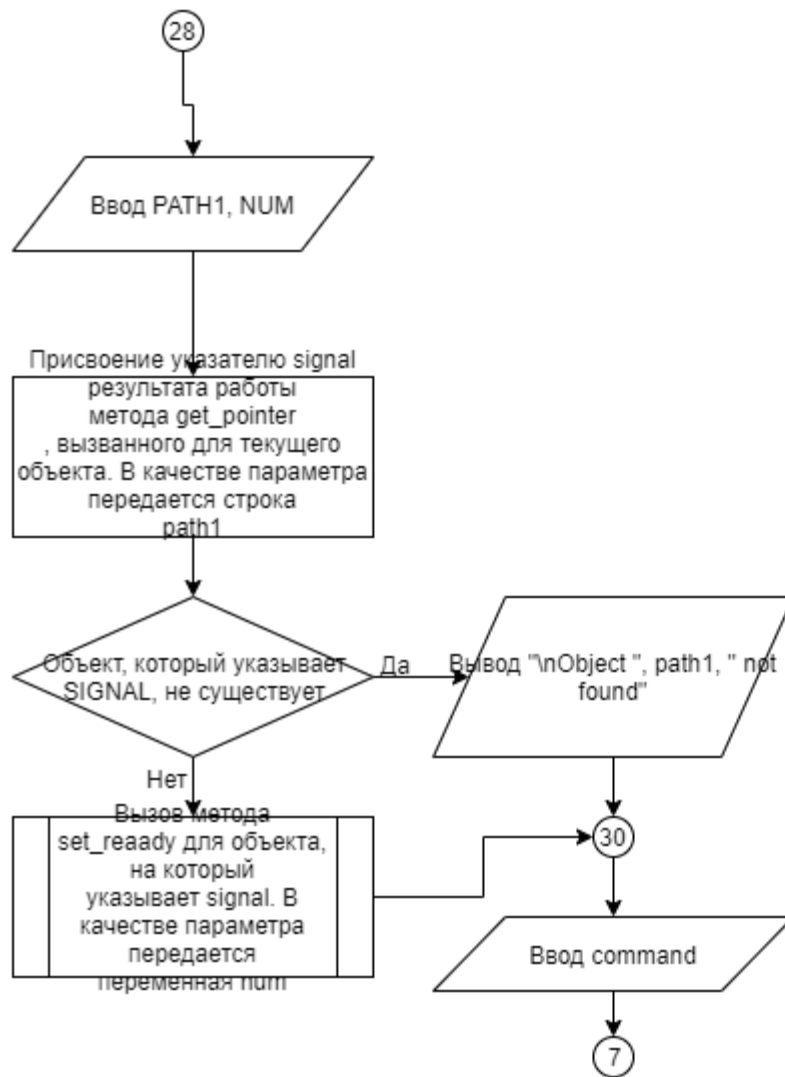 28
Ввод PATH1, NUM
Присвоение указателю signal
результата работы
метода get_pointer
, вызванного для текущего
объекта. В качестве параметра
передается строка
path1
Объект, который указывает
SIGNAL, не существует
Да
Вывод "\nObject ", path1, " not
found"
Нет
Вызов метода
set_reaady для объекта,
на который
указывает signal. В
качестве параметра
передается
переменная num
30
Ввод command
7